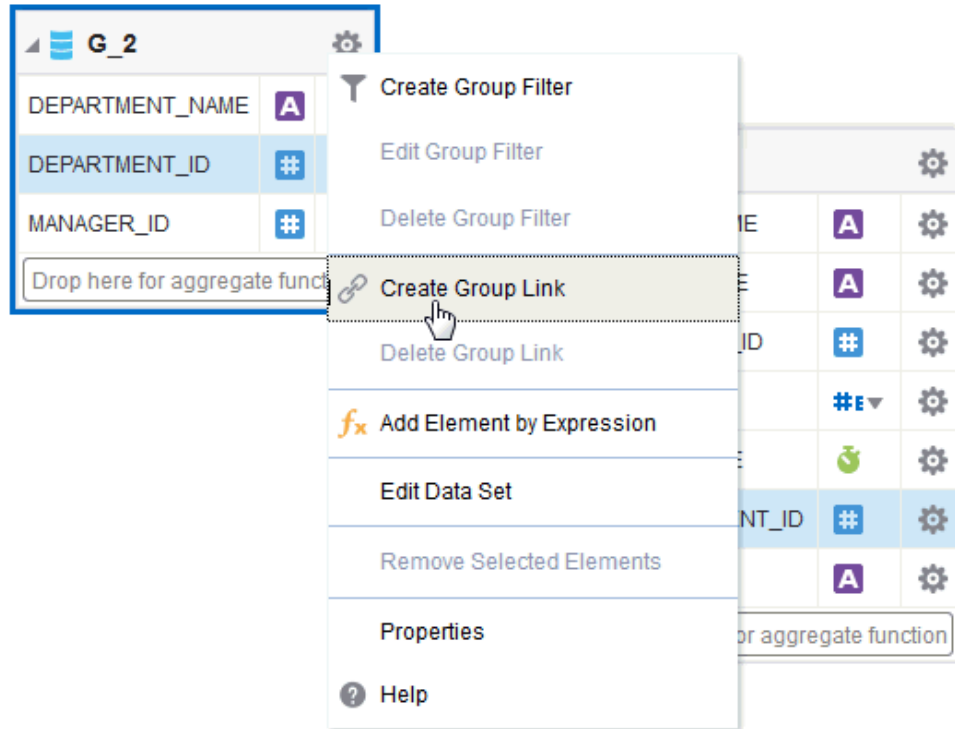 G_2
DEPARTMENT_NAME A
DEPARTMENT_ID #
MANAGER_ID #
Drop here for aggregate funct
Create Group Filter
Edit Group Filter
Delete Group Filter
Create Group Link
Delete Group Link
fx Add Element by Expression
Edit Data Set
Remove Selected Elements
Properties
? Help
ME A
E A
_ID #
#E
E
NT_ID #
A
or aggregate function